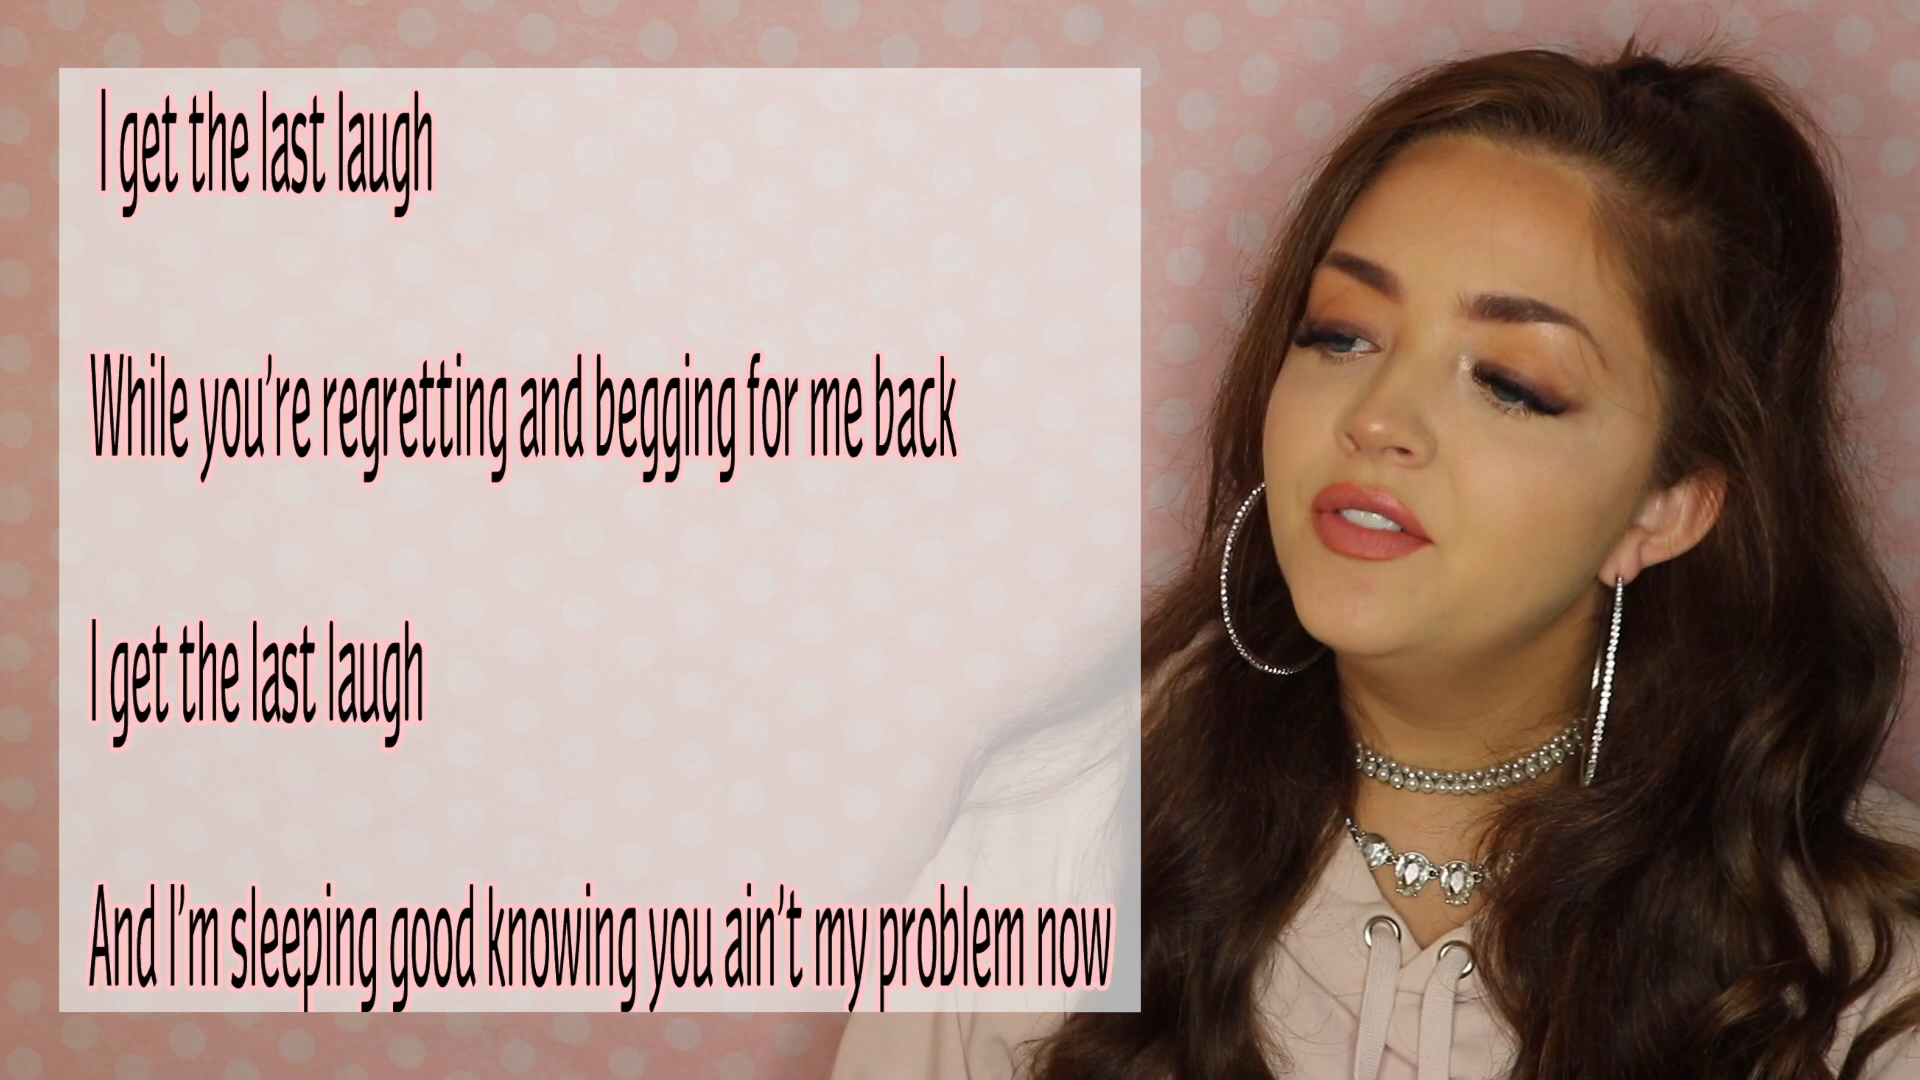 I get the last laugh
While you’re regretting and begging for me back
I get the last laugh
And I’m sleeping good knowing you ain’t my problem now